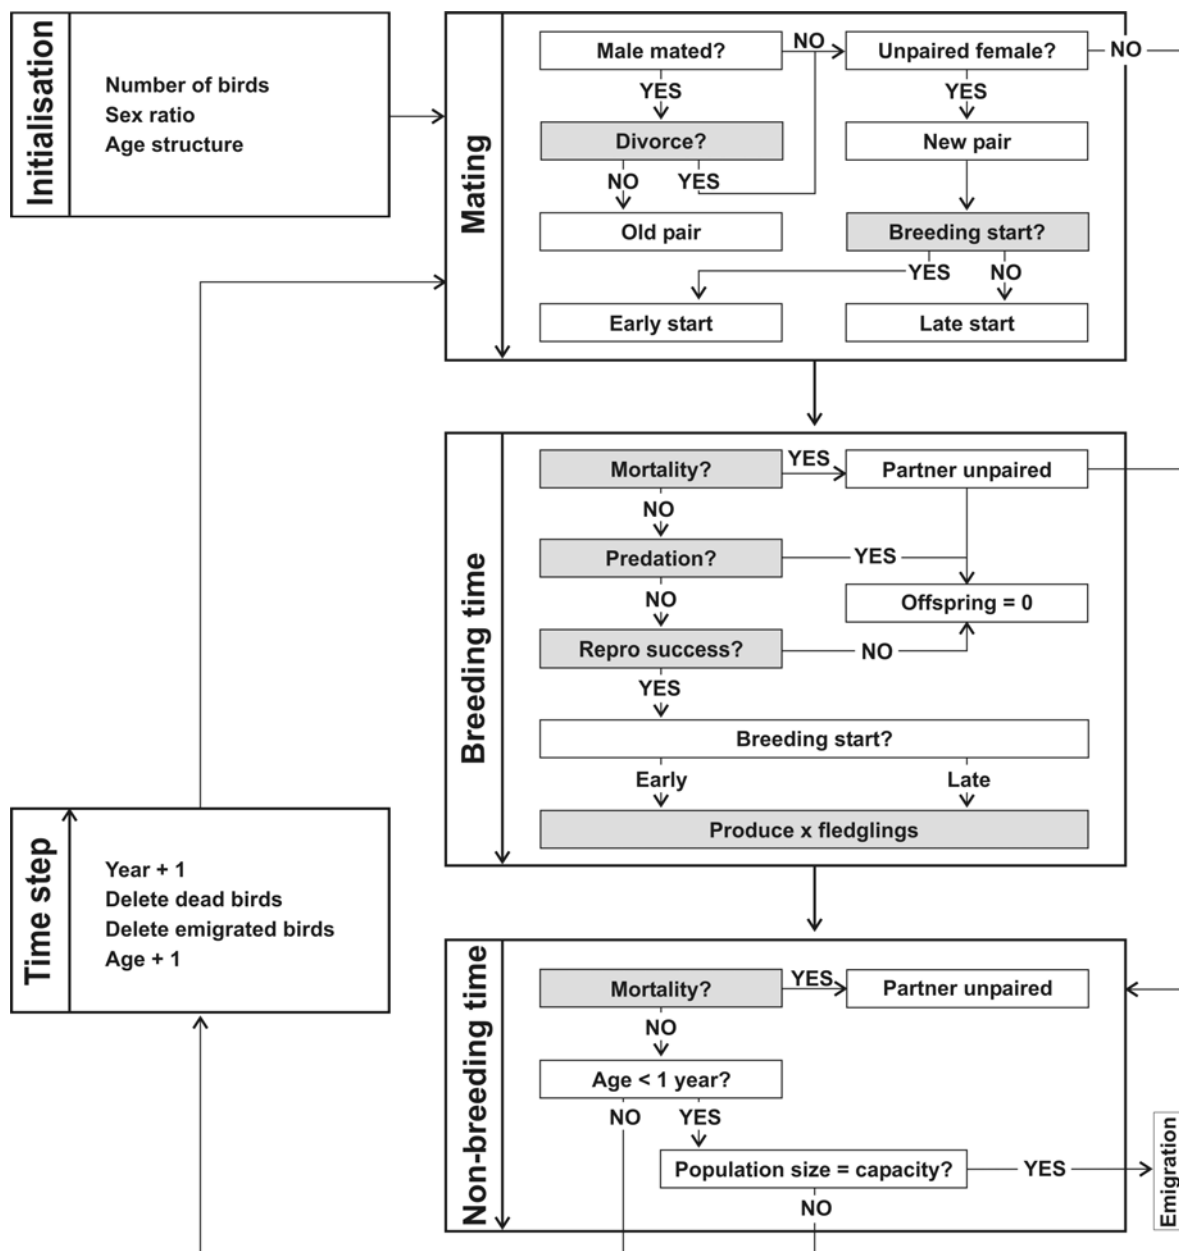 Initialisation
Number of birds
Sex ratio
Age structure
Mating
Male mated?
NO
Unpaired female?
NO
YES
YES
Divorce?
New pair
NO
YES
Old pair
Breeding start?
YES
NO
Early start
Late start
Breeding time
Mortality?
YES
Partner unpaired
NO
Predation?
YES
NO
Offspring = 0
Repro success?
NO
YES
Breeding start?
Early
Late
Produce x fledglings
Time step
Year + 1
Delete dead birds
Delete emigrated birds
Age + 1
Non-breeding time
Mortality?
YES
Partner unpaired
NO
Age < 1 year?
NO
YES
Population size = capacity?
YES
Emigration
NO